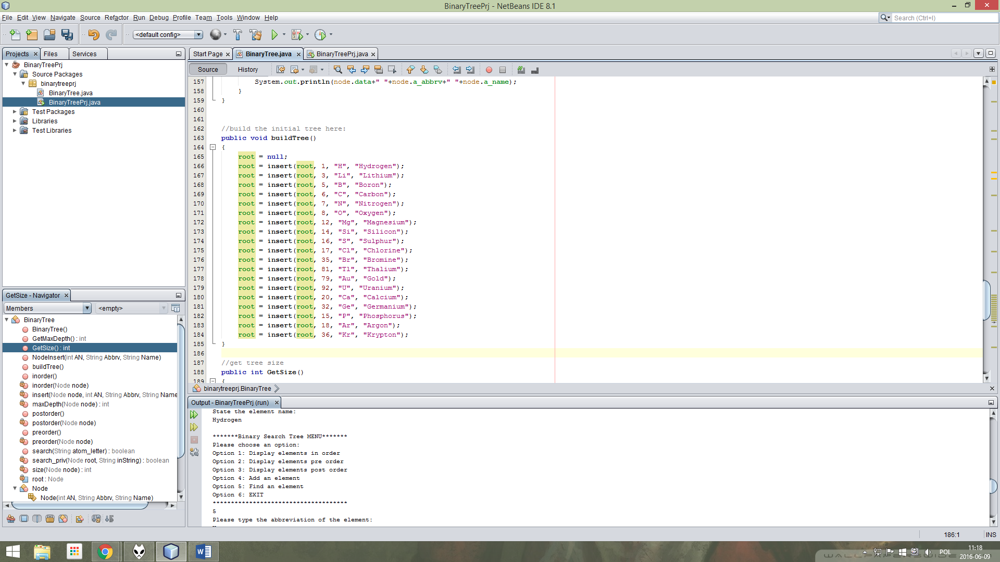 BinaryTreePrj - NetBeans IDE 8.1
File Edit View Navigate Source Refactor Run Debug Profile Team Tools Window Help
Search (Ctrl+I)
<default config>
Projects Files Services
BinaryTreePrj
Source Packages
binarytreeprj
BinaryTree.java
BinaryTreePrj.java
Test Packages
Libraries
Test Libraries
GetSize - Navigator
Members <empty>
BinaryTree
BinaryTree()
GetMaxDepth() : int
GetSize() : int
NodeInsert(int AN, String Abbrv, String Name)
buildTree()
inorder()
inorder(Node node)
insert(Node node, int AN, String Abbrv, String Name
maxDepth(Node node) : int
postorder()
postorder(Node node)
preorder()
preorder(Node node)
search(String atom_letter) : boolean
search_priv(Node root, String inString) : boolean
size(Node node) : int
root : Node
Node
Node(int AN, String Abbrv, String Name)
Start Page BinaryTree.java BinaryTreePrj.java
Source History
157 System.out.println(node.data+" "+node.a_abbrv+" "+node.a_name);
158 }
159 }
160
161
162 //build the initial tree here:
163 public void buildTree()
164 {
165 root = null;
166 root = insert(root, 1, "H", "Hydrogen");
167 root = insert(root, 3, "Li", "Lithium");
168 root = insert(root, 5, "B", "Boron");
169 root = insert(root, 6, "C", "Carbon");
170 root = insert(root, 7, "N", "Nitrogen");
171 root = insert(root, 8, "O", "Oxygen");
172 root = insert(root, 12, "Mg", "Magnesium");
173 root = insert(root, 14, "Si", "Silicon");
174 root = insert(root, 16, "S", "Sulphur");
175 root = insert(root, 17, "Cl", "Chlorine");
176 root = insert(root, 35, "Br", "Bromine");
177 root = insert(root, 81, "Tl", "Thalium");
178 root = insert(root, 79, "Au", "Gold");
179 root = insert(root, 92, "U", "Uranium");
180 root = insert(root, 20, "Ca", "Calcium");
181 root = insert(root, 32, "Ge", "Germanium");
182 root = insert(root, 15, "P", "Phosphorus");
183 root = insert(root, 18, "Ar", "Argon");
184 root = insert(root, 36, "Kr", "Krypton");
185 }
186
187 //get tree size
188 public int GetSize()
189 {
binarytreeprj.BinaryTree
Output - BinaryTreePrj (run)
State the element name:
Hydrogen
*******Binary Search Tree MENU*******
Please choose an option:
Option 1: Display elements in order
Option 2: Display elements pre order
Option 3: Display elements post order
Option 4: Add an element
Option 5: Find an element
Option 6: EXIT
*************************************
5
Please type the abbreviation of the element:
186:1 INS
POL
11:18
2016-06-09
WALLPAPERSWIDE